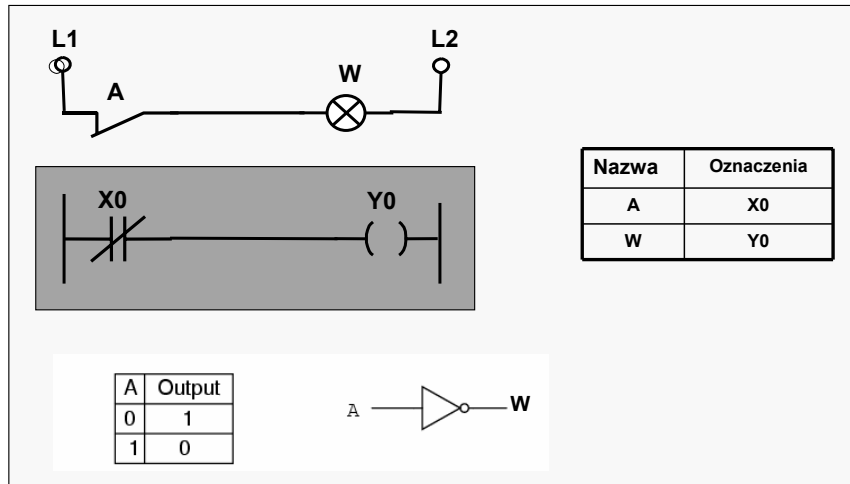 L1 L2
A W
X0 Y0
Nazwa Oznaczenia
A X0
W Y0
A Output
0 1
1 0
A W